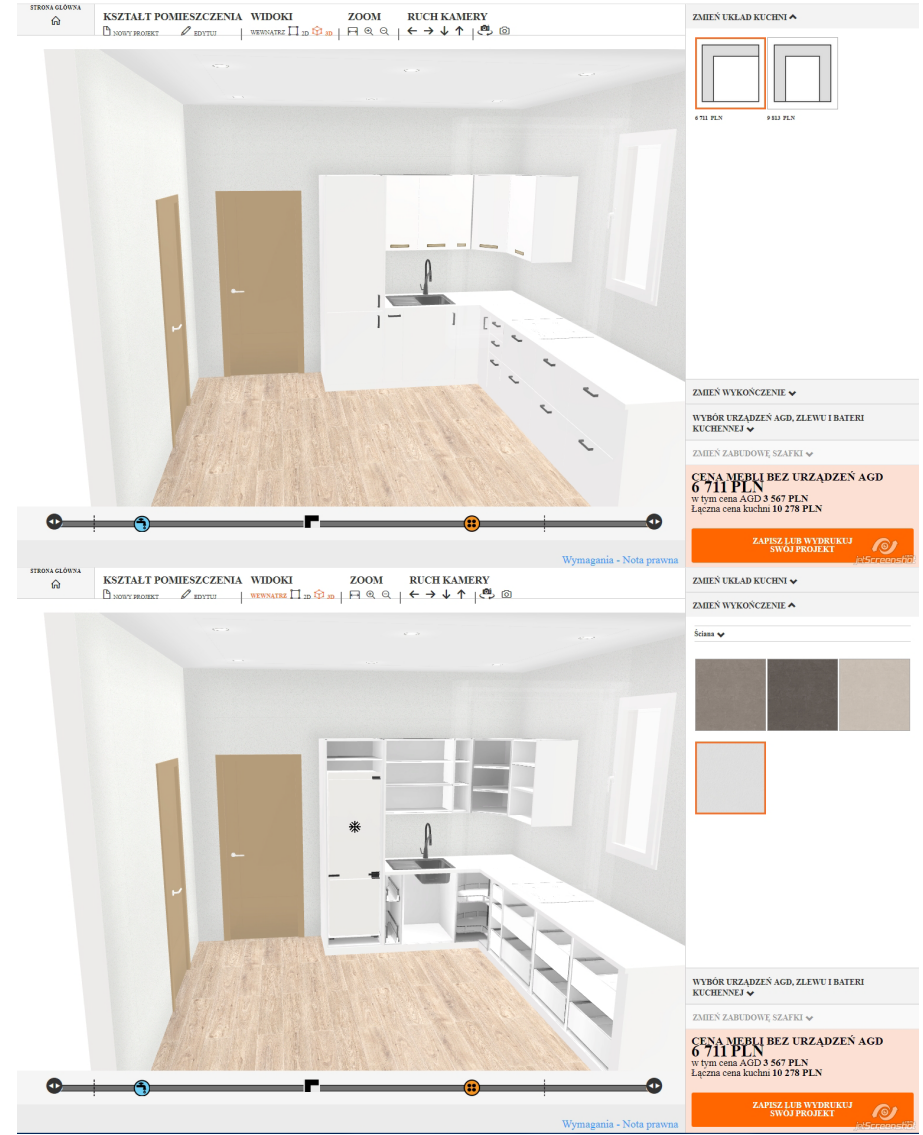 STRONA GŁÓWNA
KSZTAŁT POMIESZCZENIA WIDOKI ZOOM RUCH KAMERY
NOWY PROJEKT EDYTUJ WEWNĄTRZ 2D 3D
ZMIEŃ UKŁAD KUCHNI
6 711 PLN 9 813 PLN
ZMIEŃ WYKOŃCZENIE
WYBÓR URZĄDZEŃ AGD, ZLEWU I BATERI
KUCHENNEJ
ZMIEŃ ZABUDOWĘ SZAFKI
CENA MEBLI BEZ URZĄDZEŃ AGD
6 711 PLN
w tym cena AGD 3 567 PLN
Łączna cena kuchni 10 278 PLN
ZAPISZ LUB WYDRUKUJ
SWÓJ PROJEKT
jetScreenshot
Wymagania - Nota prawna
STRONA GŁÓWNA
KSZTAŁT POMIESZCZENIA WIDOKI ZOOM RUCH KAMERY
NOWY PROJEKT EDYTUJ WEWNĄTRZ 2D 3D
ZMIEŃ UKŁAD KUCHNI
ZMIEŃ WYKOŃCZENIE
Ściana
WYBÓR URZĄDZEŃ AGD, ZLEWU I BATERI
KUCHENNEJ
ZMIEŃ ZABUDOWĘ SZAFKI
CENA MEBLI BEZ URZĄDZEŃ AGD
6 711 PLN
w tym cena AGD 3 567 PLN
Łączna cena kuchni 10 278 PLN
ZAPISZ LUB WYDRUKUJ
SWÓJ PROJEKT
jetScreenshot
Wymagania - Nota prawna